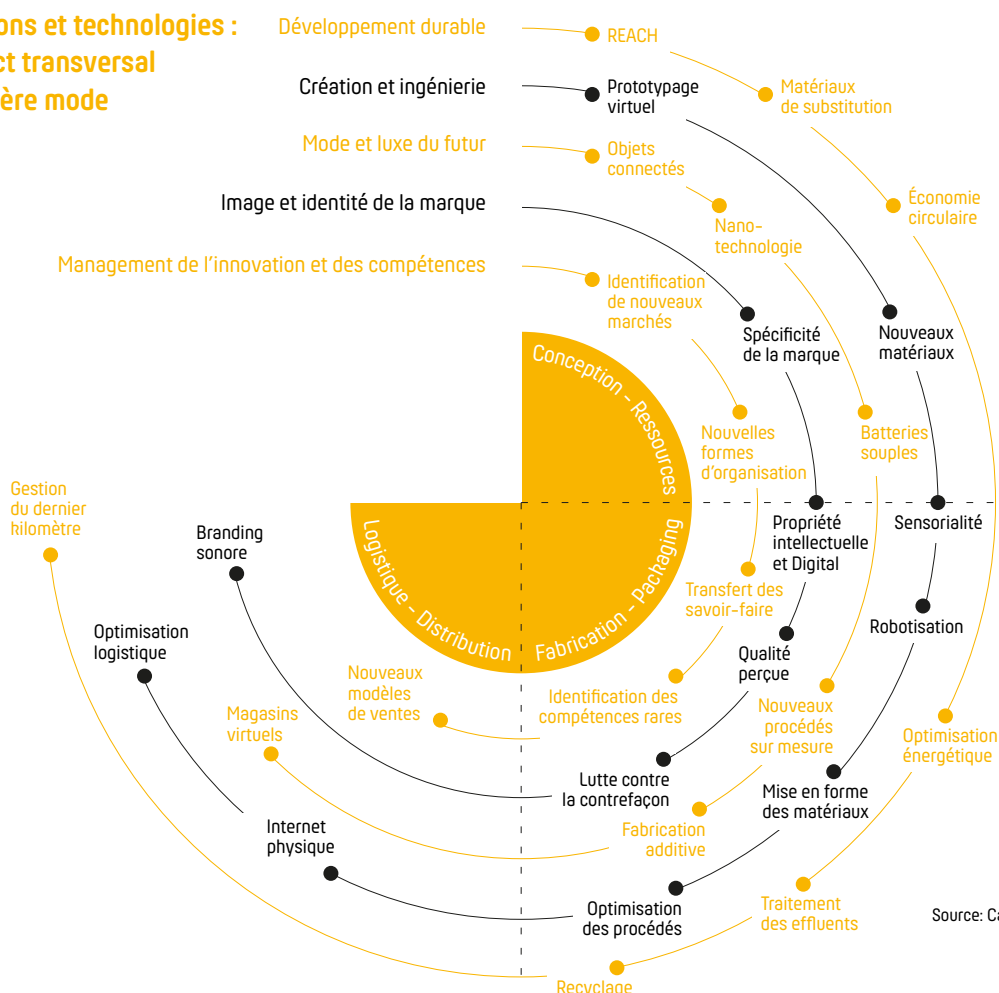 ons et technologies :
ct transversal
ère mode
Développement durable
Création et ingénierie
Mode et luxe du futur
Image et identité de la marque
Management de l'innovation et des compétences
REACH
Matériaux
de substitution
Économie
circulaire
Prototypage
virtuel
Nouveaux
matériaux
Objets
connectés
Nano-
technologie
Batteries
souples
Spécificité
de la marque
Identification
de nouveaux
marchés
Nouvelles
formes
d'organisation
Conception - Ressources
Fabrication - Packaging
Logistique - Distribution
Propriété
intellectuelle
et Digital
Sensorialité
Transfert des
savoir-faire
Robotisation
Qualité
perçue
Identification des
compétences rares
Nouveaux
procédés
sur mesure
Optimisation
énergétique
Mise en forme
des matériaux
Lutte contre
la contrefaçon
Fabrication
additive
Traitement
des effluents
Optimisation
des procédés
Recyclage
Gestion
du dernier
kilomètre
Branding
sonore
Optimisation
logistique
Nouveaux
modèles
de ventes
Magasins
virtuels
Internet
physique
Source: Ca